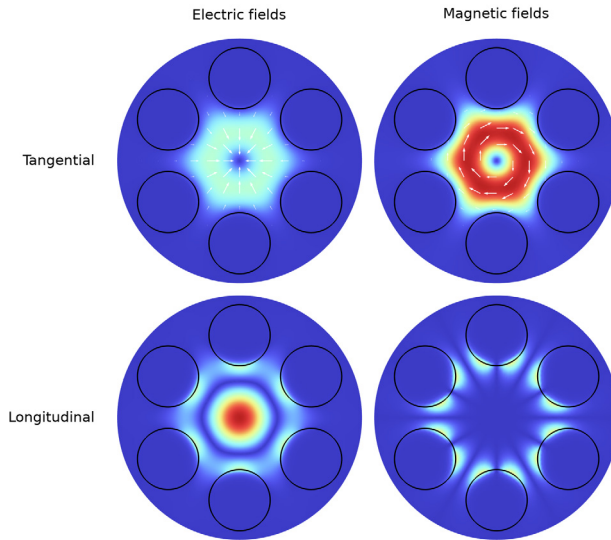 Electric fields
Magnetic fields
Tangential
Longitudinal